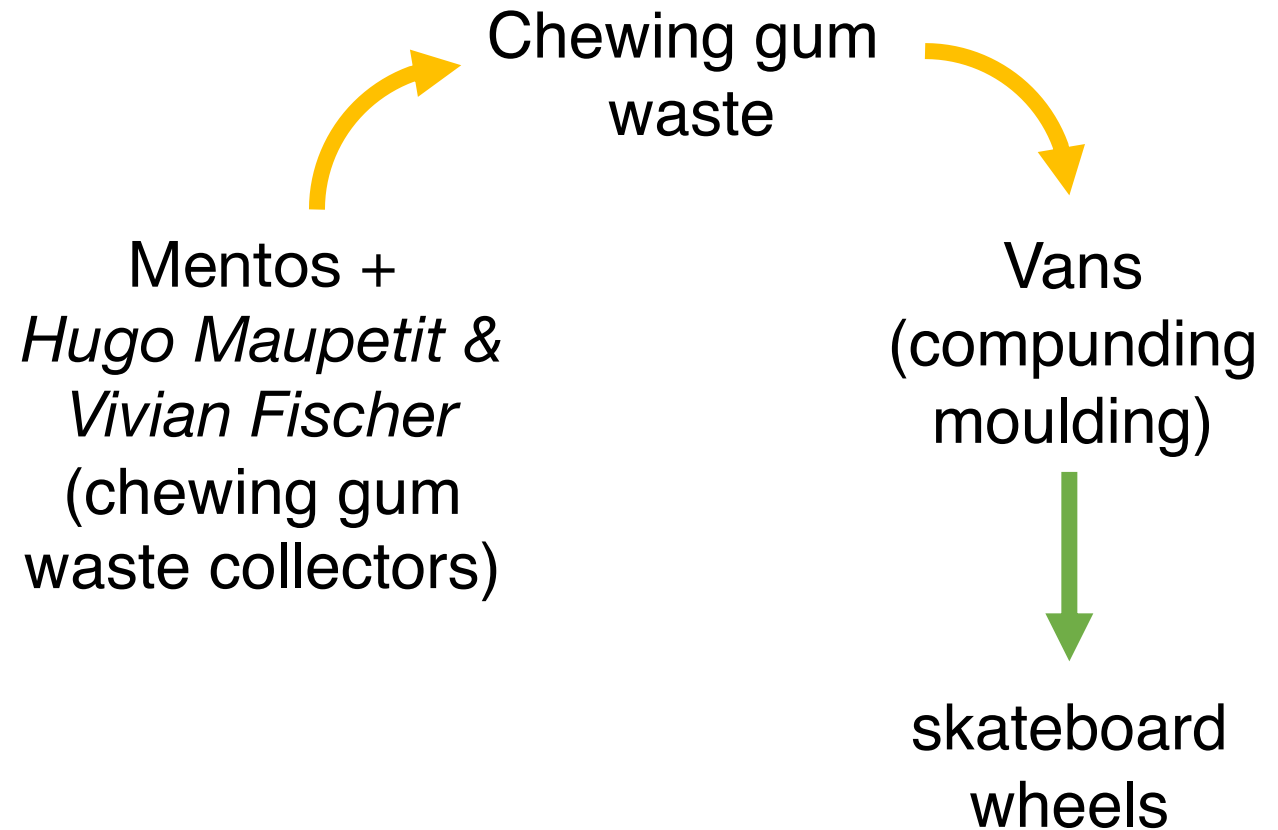 Chewing gum
waste
Mentos +
Hugo Maupetit &
Vivian Fischer
(chewing gum
waste collectors)
Vans
(compunding
moulding)
skateboard
wheels